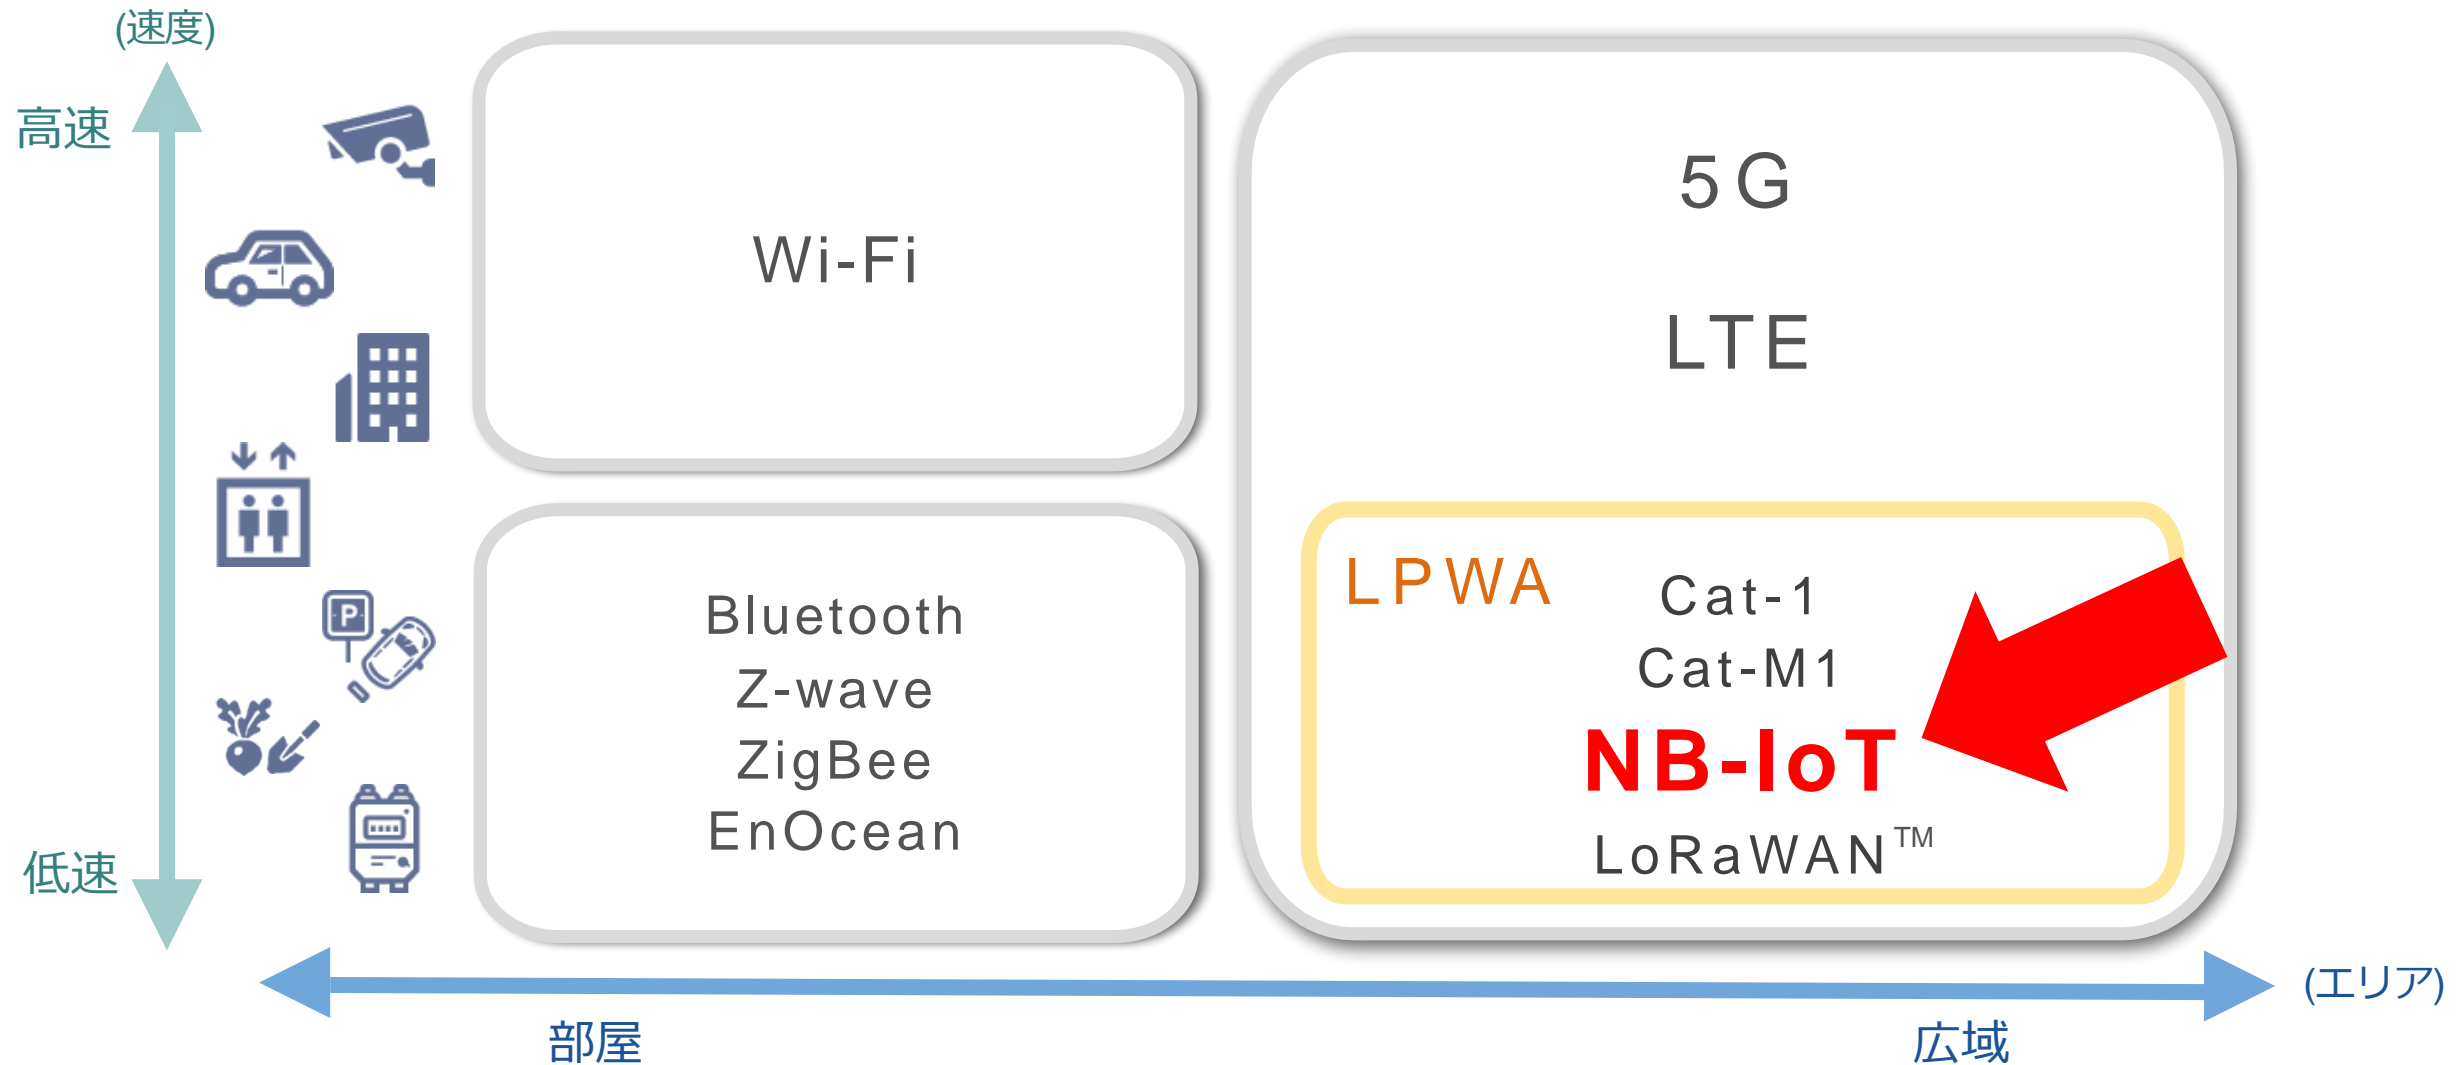 (速度)
高速
Wi-Fi
5G
LTE
P
LPWA
Cat-1
Cat-M1
NB-IoT
LoRaWAN™
Bluetooth
Z-wave
ZigBee
EnOcean
低速
(エリア)
部屋
広域